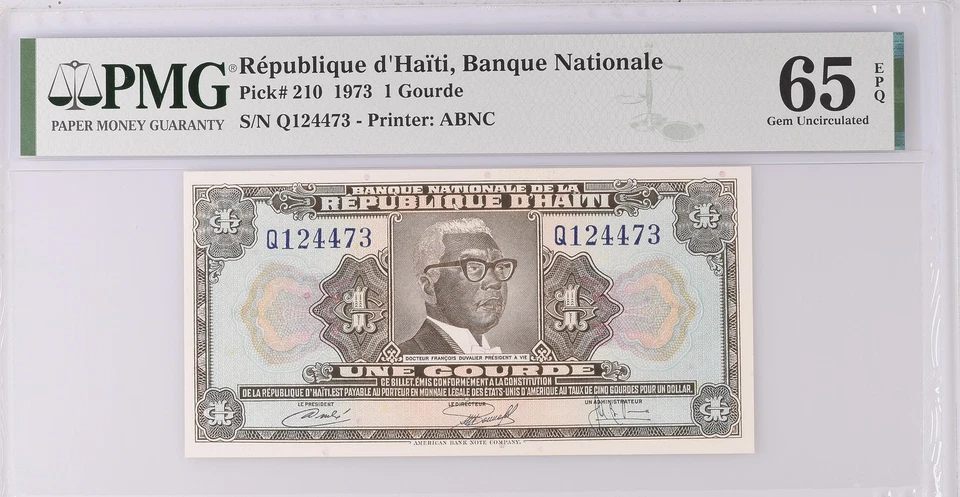 PMG®
PAPER MONEY GUARANTY
République d'Haïti, Banque Nationale
Pick# 210 1973 1 Gourde
S/N Q124473 - Printer: ABNC
65 EPQ
Gem Uncirculated
BANQUE NATIONALE DE LA
RÉPUBLIQUE D'HAÏTI
Q124473 Q124473
1 G 1 G
DOCTEUR FRANÇOIS DUVALIER PRÉSIDENT À VIE
UNE GOURDE
CE BILLET, ÉMIS CONFORMÉMENT A LA CONSTITUTION
DE LA RÉPUBLIQUE D'HAÏTI, EST PAYABLE AU PORTEUR EN MONNAIE LÉGALE DES ÉTATS-UNIS D'AMÉRIQUE AU TAUX DE CINQ GOURDES POUR UN DOLLAR.
LE PRÉSIDENT LE DIRECTEUR UN ADMINISTRATEUR
AMERICAN BANK NOTE COMPANY.